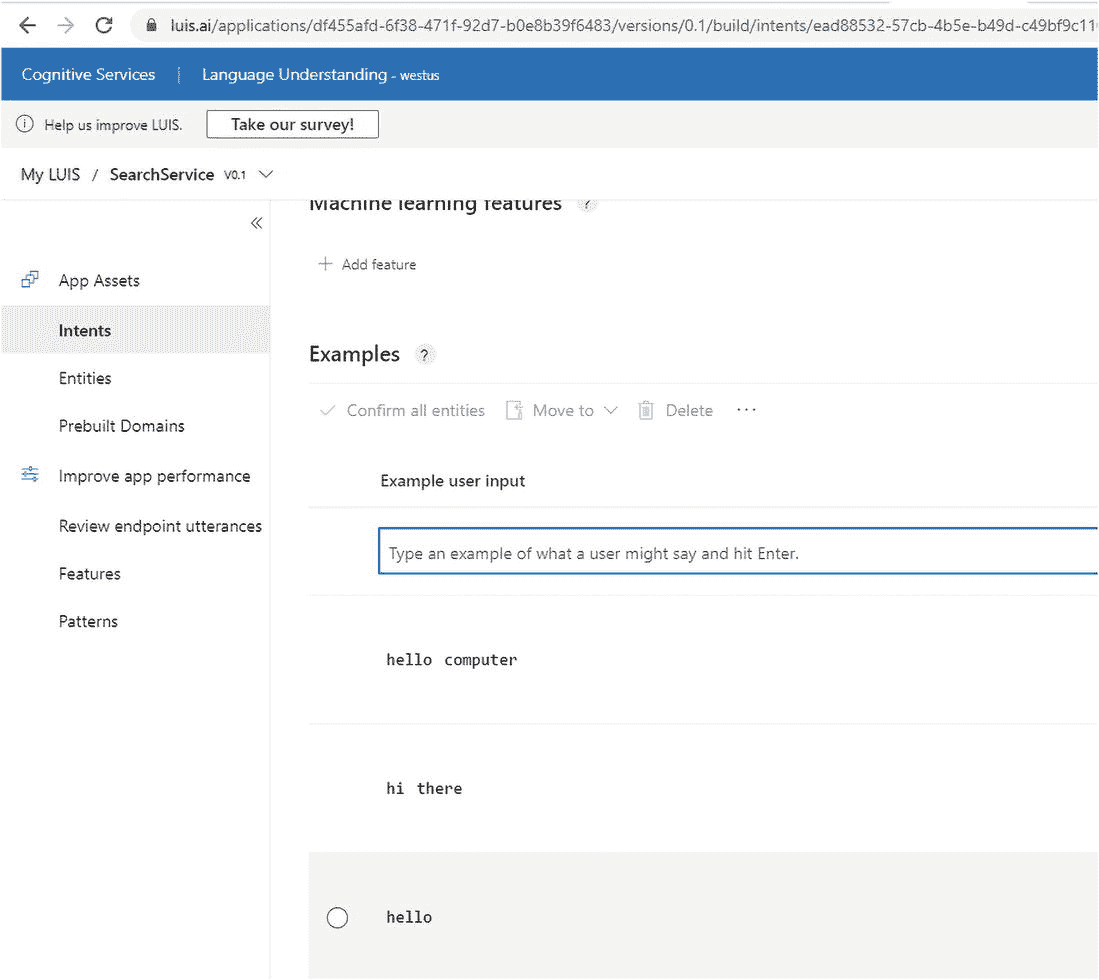 luis.ai/applications/df455afd-6f38-471f-92d7-b0e8b39f6483/versions/0.1/build/intents/ead88532-57cb-4b5e-b49d-c49bf9c11
Cognitive Services | Language Understanding - westus
Help us improve LUIS. Take our survey!
My LUIS / SearchService V0.1
Machine learning features ?
Add feature
App Assets
Intents
Entities
Prebuilt Domains
Improve app performance
Review endpoint utterances
Features
Patterns
Examples ?
Confirm all entities Move to Delete ...
Example user input
Type an example of what a user might say and hit Enter.
hello computer
hi there
hello